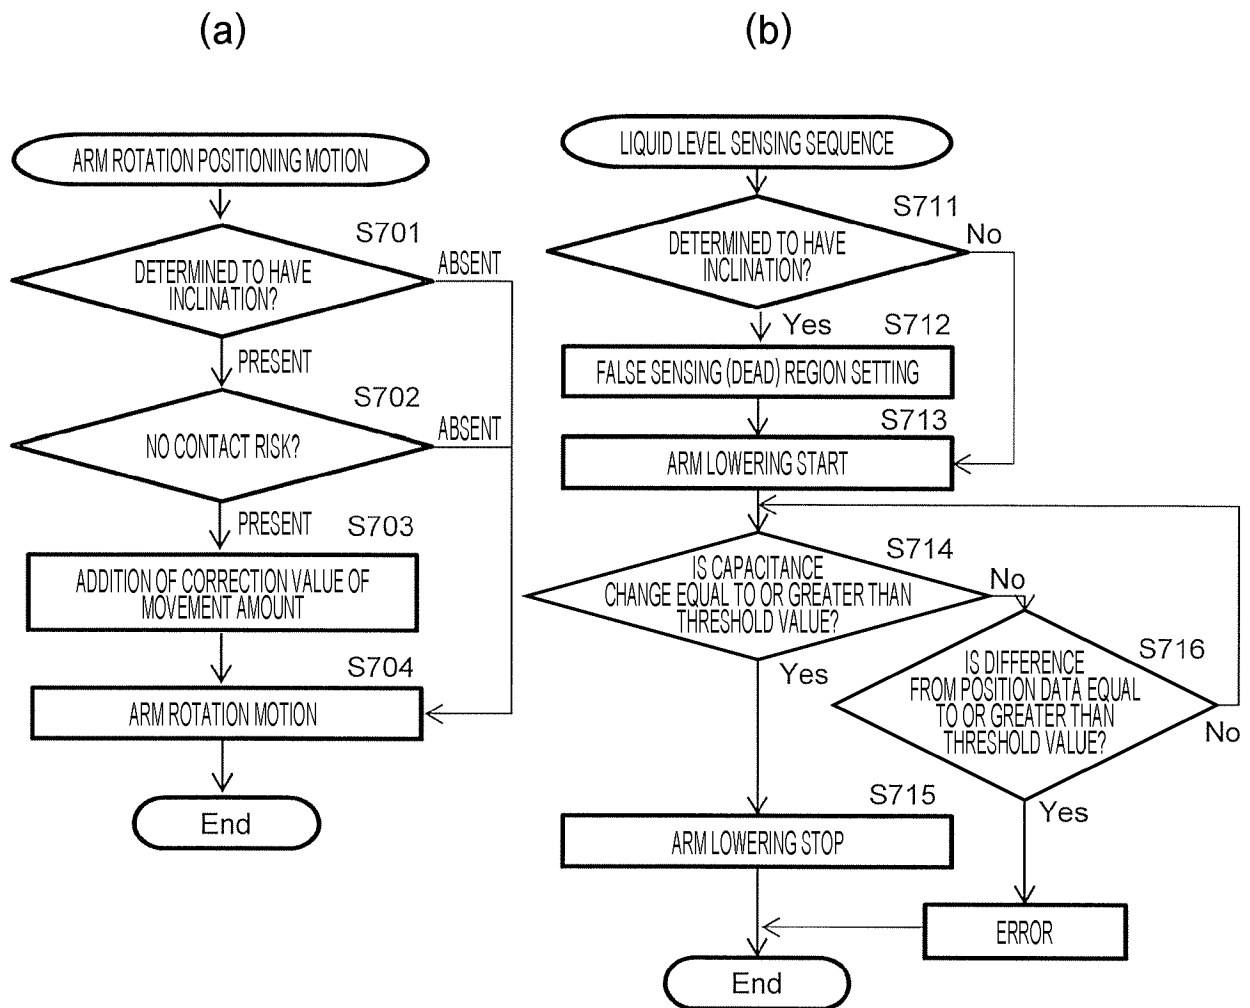 (a)
ARM ROTATION POSITIONING MOTION
S701
DETERMINED TO HAVE
INCLINATION?
ABSENT
PRESENT
S702
NO CONTACT RISK?
ABSENT
PRESENT
S703
ADDITION OF CORRECTION VALUE OF
MOVEMENT AMOUNT
S704
ARM ROTATION MOTION
End
(b)
LIQUID LEVEL SENSING SEQUENCE
S711
DETERMINED TO HAVE
INCLINATION?
No
Yes
S712
FALSE SENSING (DEAD) REGION SETTING
S713
ARM LOWERING START
S714
IS CAPACITANCE
CHANGE EQUAL TO OR GREATER THAN
THRESHOLD VALUE?
No
Yes
S716
IS DIFFERENCE
FROM POSITION DATA EQUAL
TO OR GREATER THAN
THRESHOLD VALUE?
No
Yes
S715
ARM LOWERING STOP
ERROR
End